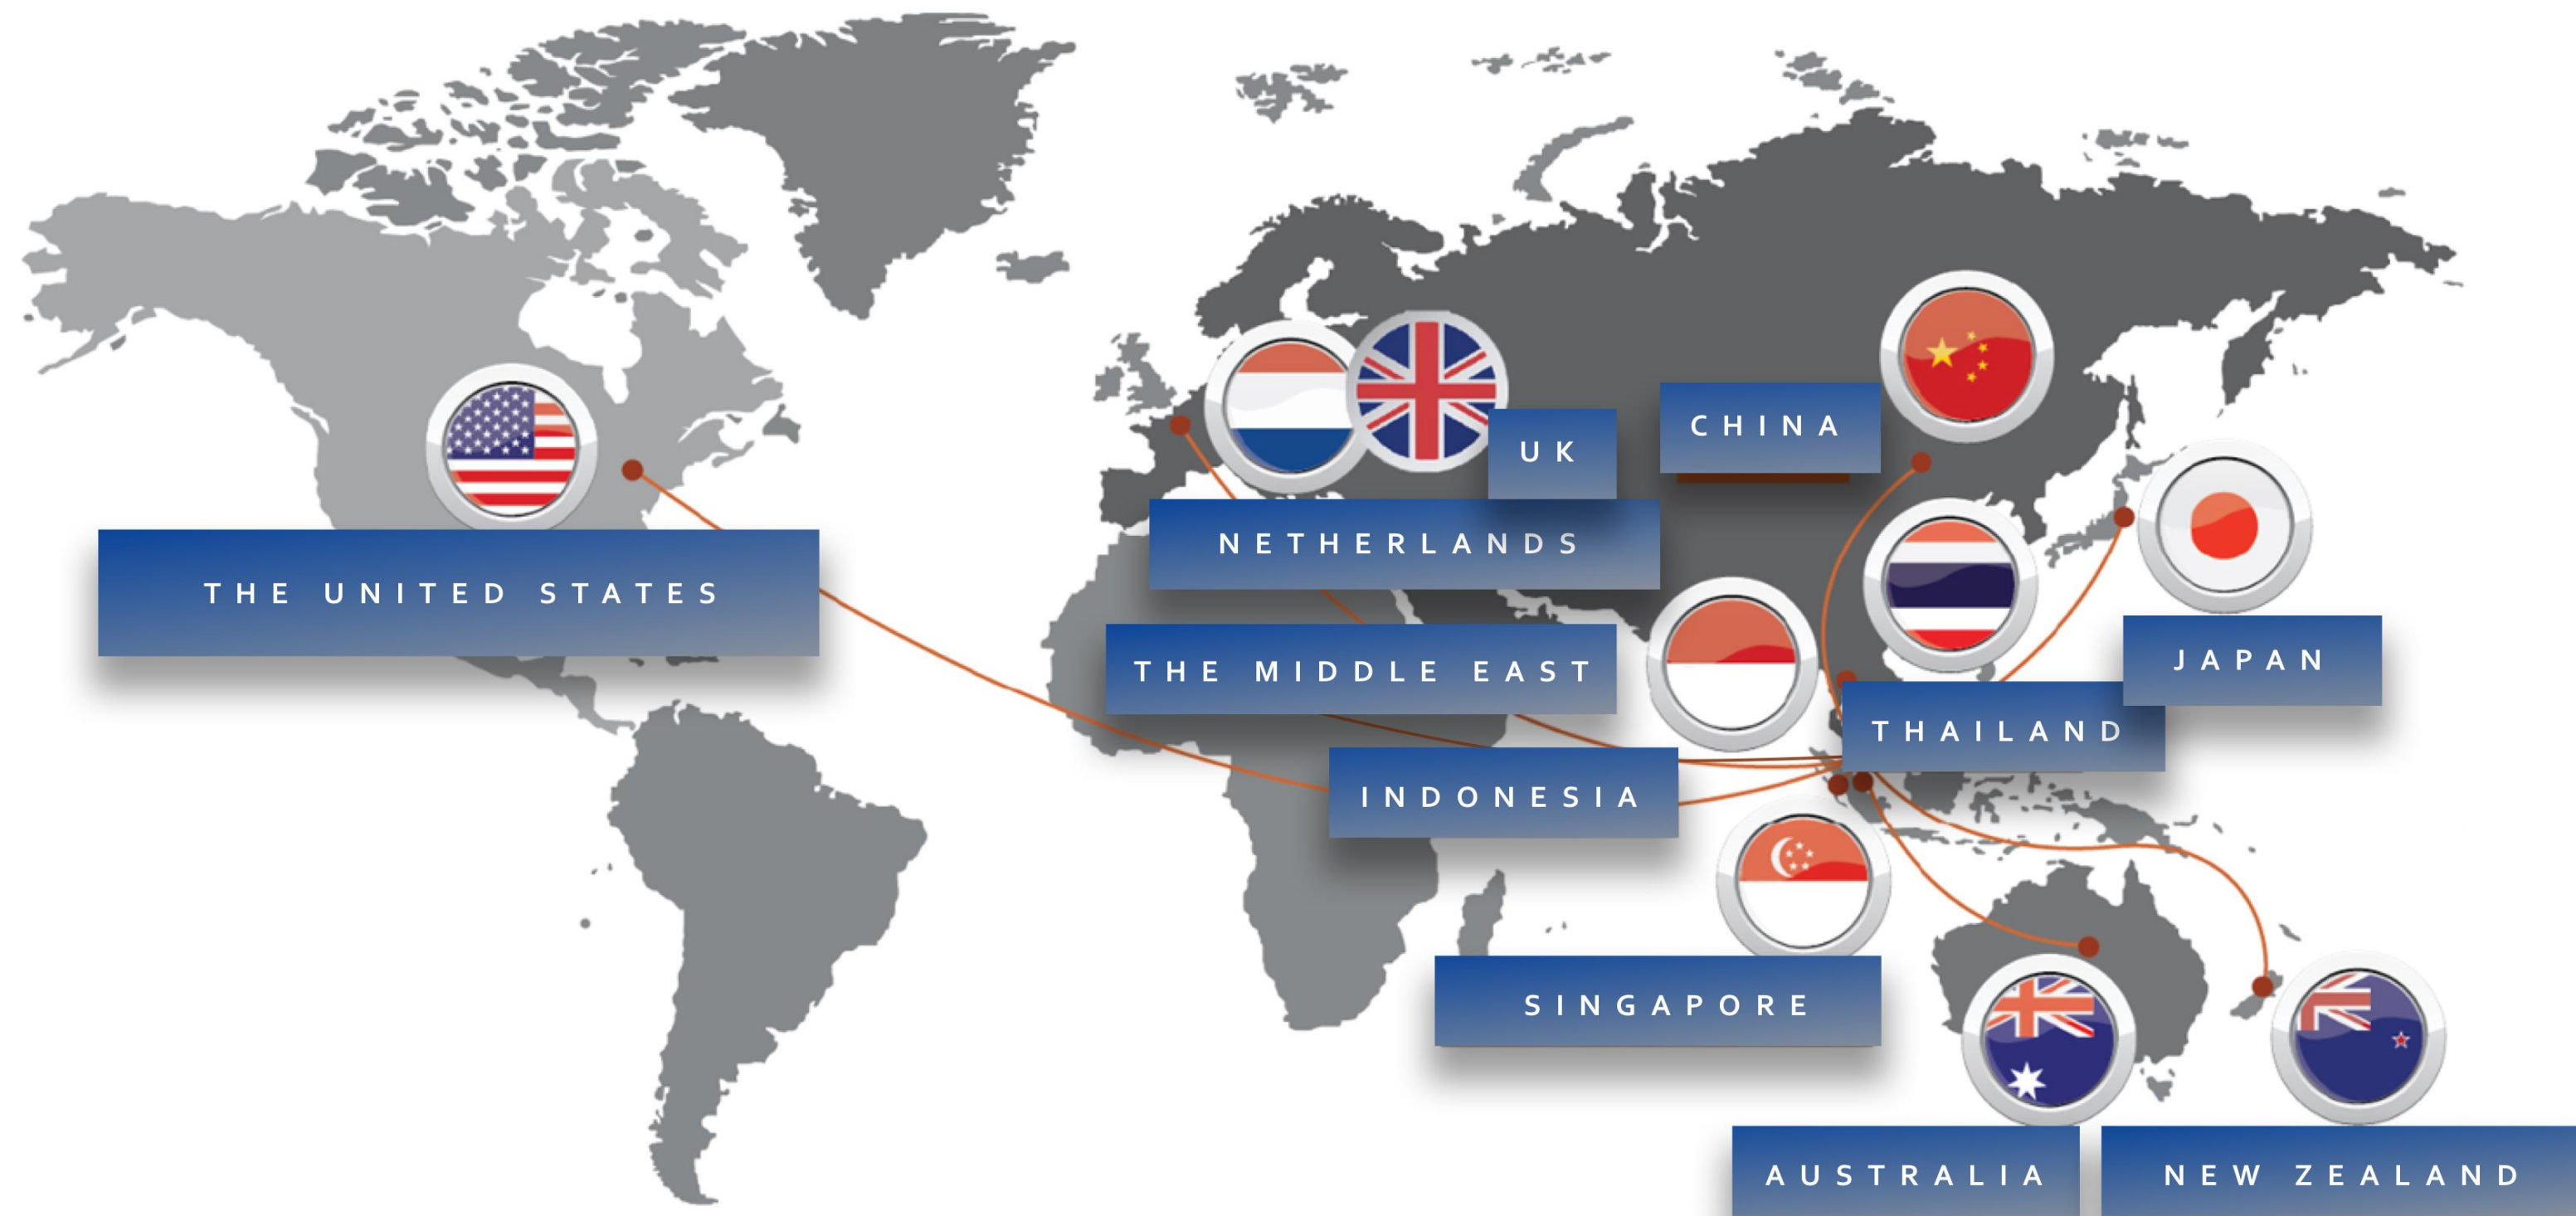 UK
CHINA
NETHERLANDS
THE UNITED STATES
THE MIDDLE EAST
JAPAN
THAILAND
INDONESIA
SINGAPORE
AUSTRALIA
NEW ZEALAND